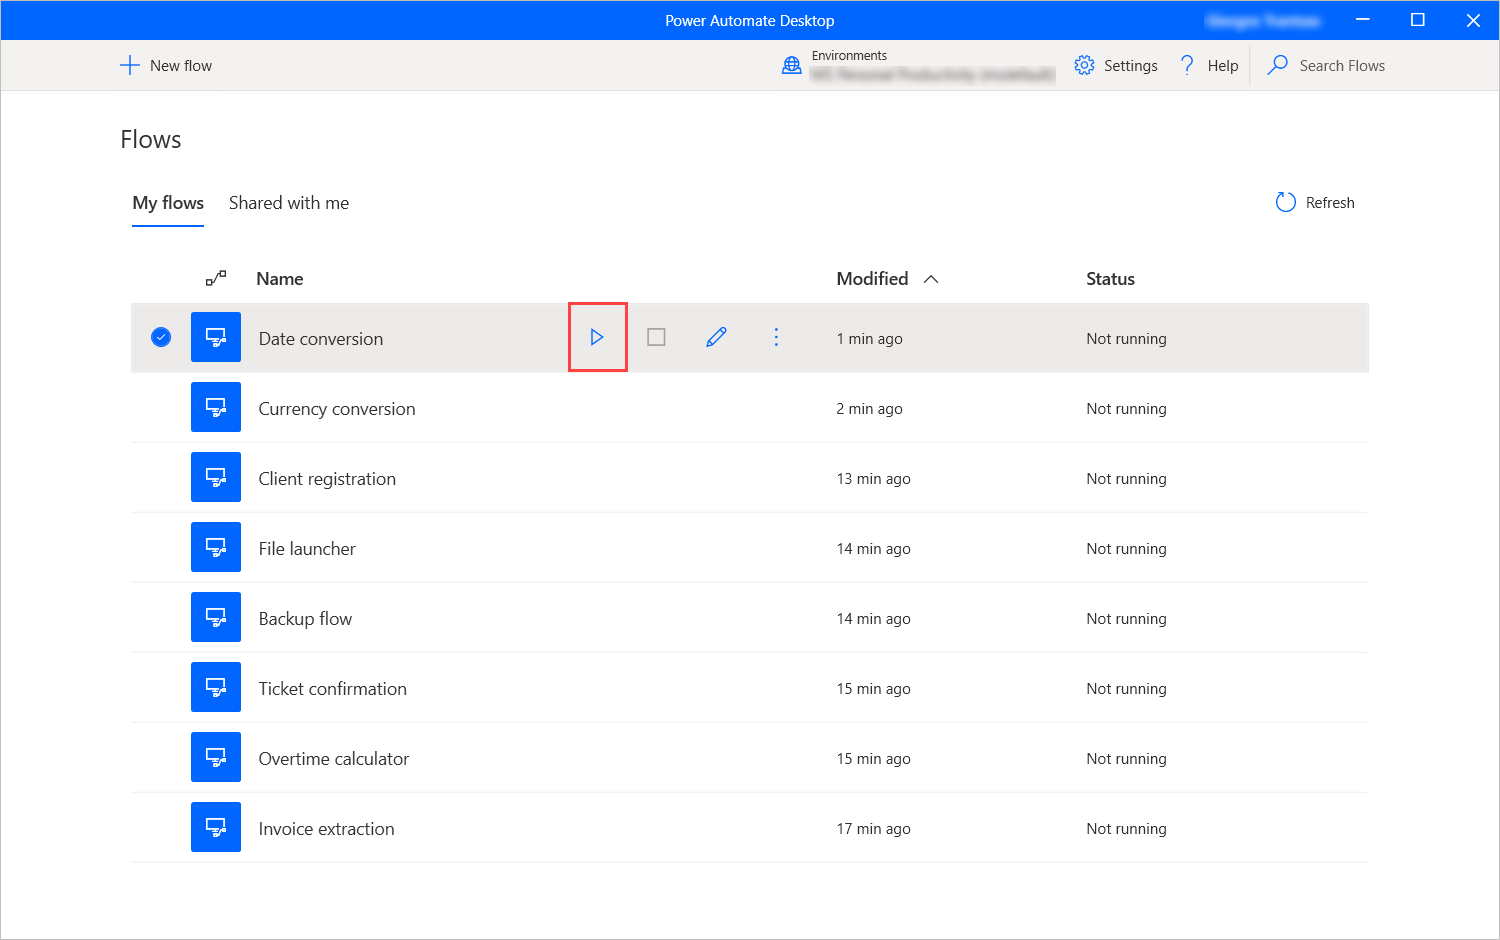 Power Automate Desktop
New flow
Environments
Settings
Help
Search Flows
Flows
My flows
Shared with me
Refresh
Name
Modified
Status
Date conversion
1 min ago
Not running
Currency conversion
2 min ago
Not running
Client registration
13 min ago
Not running
File launcher
14 min ago
Not running
Backup flow
14 min ago
Not running
Ticket confirmation
15 min ago
Not running
Overtime calculator
15 min ago
Not running
Invoice extraction
17 min ago
Not running